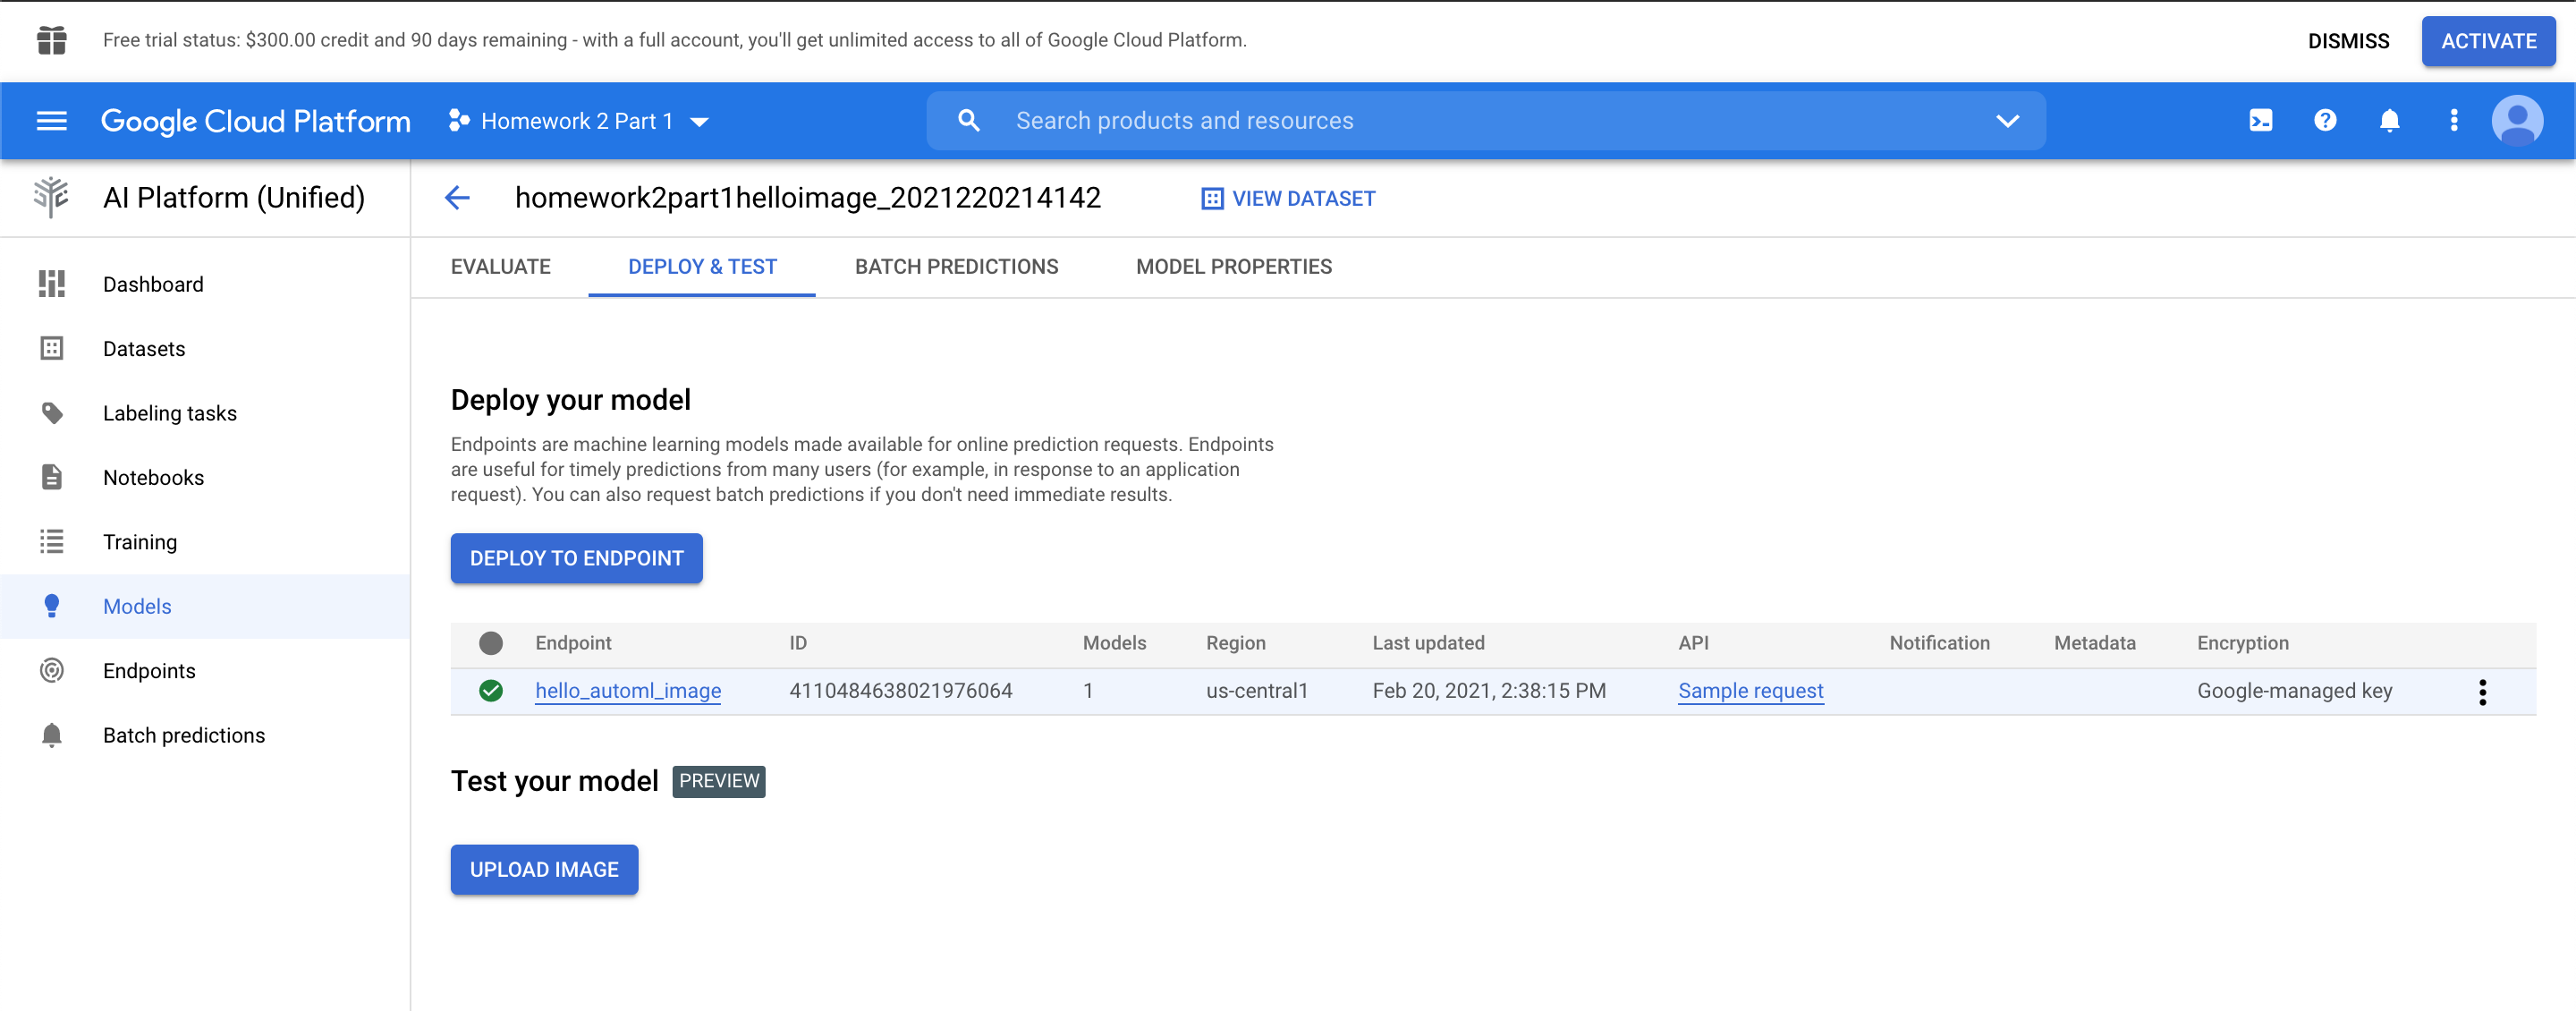 Free trial status: $300.00 credit and 90 days remaining - with a full account, you'll get unlimited access to all of Google Cloud Platform.
DISMISS
ACTIVATE
Google Cloud Platform
Homework 2 Part 1
Search products and resources
AI Platform (Unified)
homework2part1helloimage_2021220214142
VIEW DATASET
EVALUATE
DEPLOY & TEST
BATCH PREDICTIONS
MODEL PROPERTIES
Dashboard
Datasets
Labeling tasks
Notebooks
Training
Models
Endpoints
Batch predictions
Deploy your model
Endpoints are machine learning models made available for online prediction requests. Endpoints
are useful for timely predictions from many users (for example, in response to an application
request). You can also request batch predictions if you don't need immediate results.
DEPLOY TO ENDPOINT
Endpoint ID Models Region Last updated API Notification Metadata Encryption
hello_automl_image 4110484638021976064 1 us-central1 Feb 20, 2021, 2:38:15 PM Sample request Google-managed key
Test your model PREVIEW
UPLOAD IMAGE